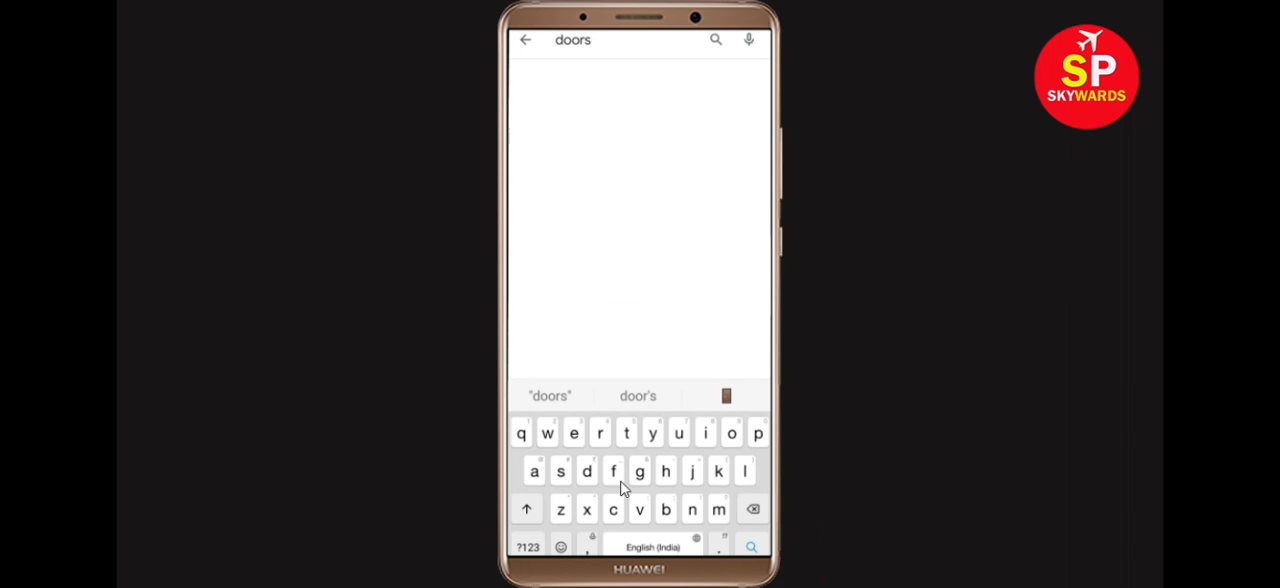 doors
SP
SKYWARDS
"doors" door's
q w e r t y u i o p
a s d f g h j k l
z x c v b n m
?123 , English (India) .
HUAWEI